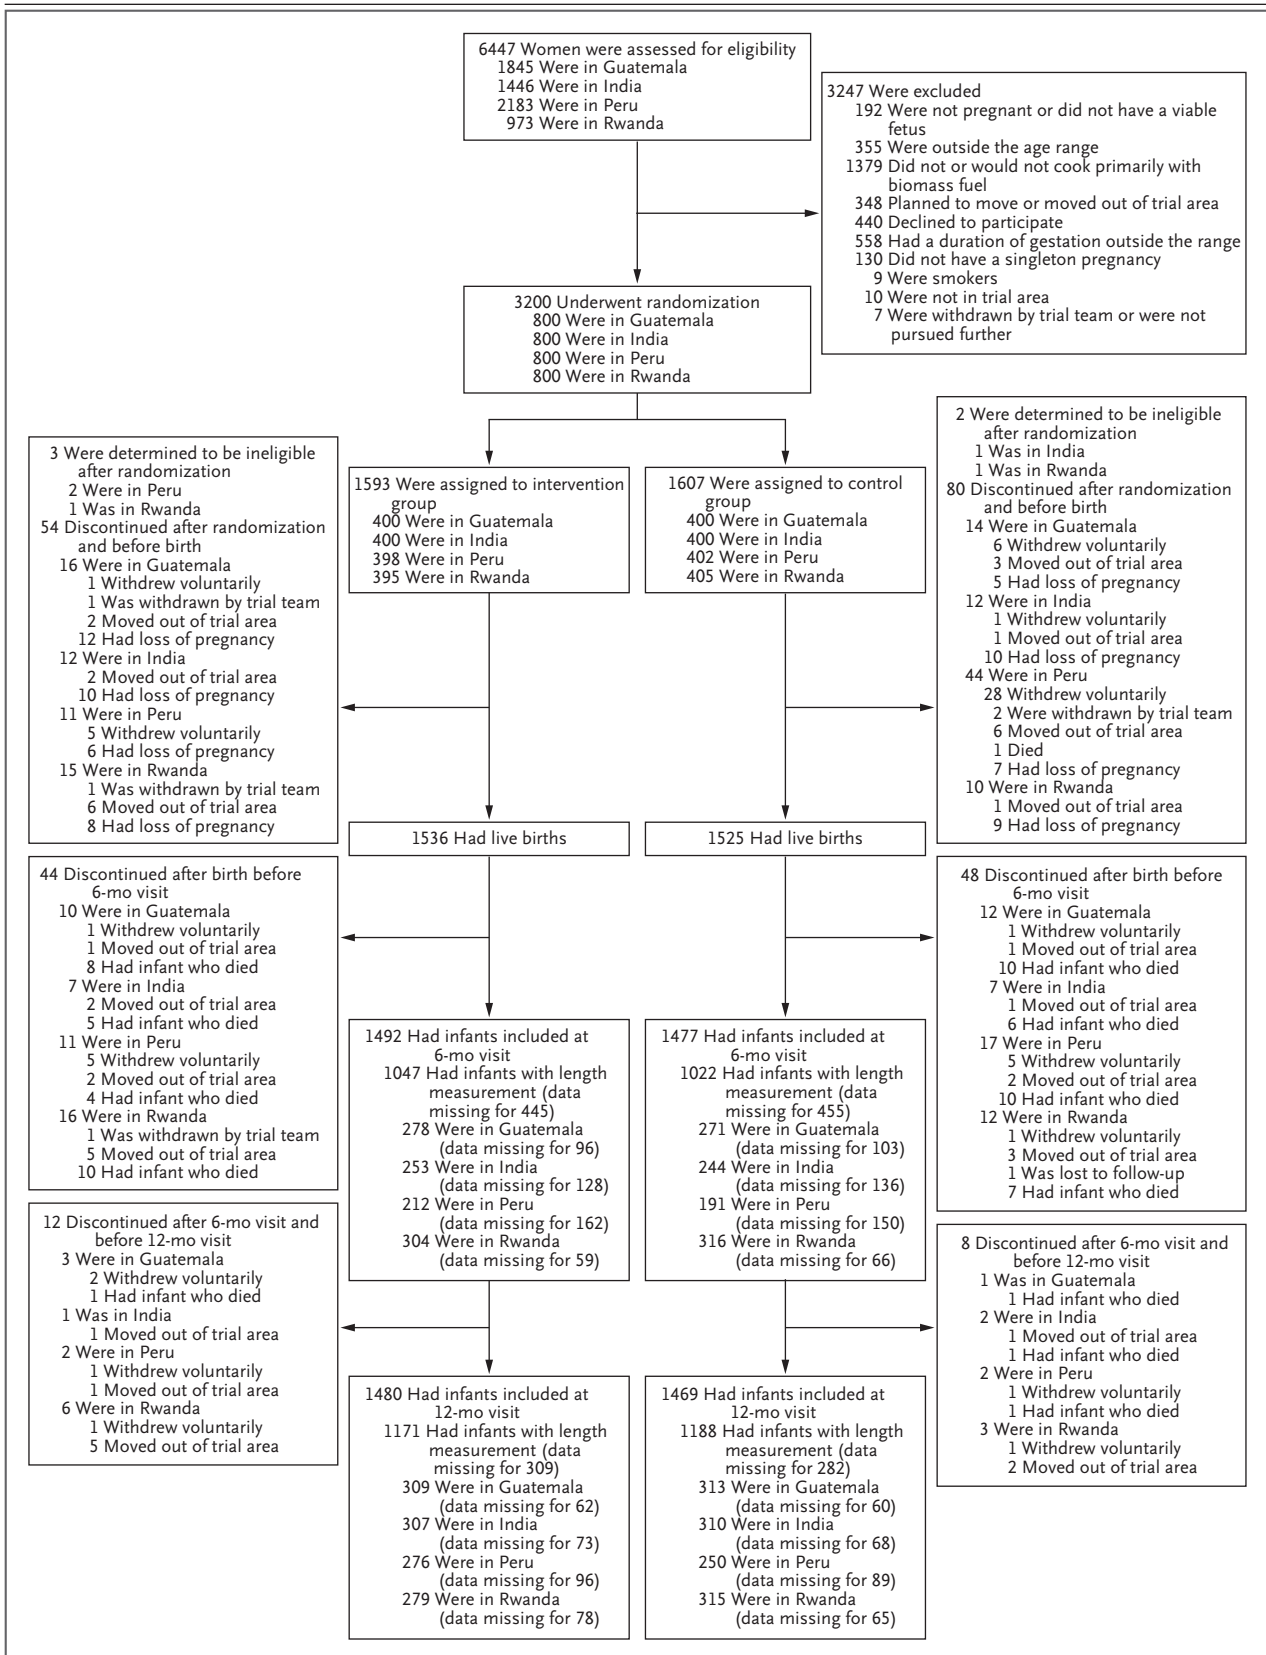 6447 Women were assessed for eligibility
1845 Were in Guatemala
1446 Were in India
2183 Were in Peru
973 Were in Rwanda
3247 Were excluded
192 Were not pregnant or did not have a viable
fetus
355 Were outside the age range
1379 Did not or would not cook primarily with
biomass fuel
348 Planned to move or moved out of trial area
440 Declined to participate
558 Had a duration of gestation outside the range
130 Did not have a singleton pregnancy
9 Were smokers
10 Were not in trial area
7 Were withdrawn by trial team or were not
pursued further
3200 Underwent randomization
800 Were in Guatemala
800 Were in India
800 Were in Peru
800 Were in Rwanda
3 Were determined to be ineligible
after randomization
2 Were in Peru
1 Was in Rwanda
54 Discontinued after randomization
and before birth
16 Were in Guatemala
1 Withdrew voluntarily
1 Was withdrawn by trial team
2 Moved out of trial area
12 Had loss of pregnancy
12 Were in India
2 Moved out of trial area
10 Had loss of pregnancy
11 Were in Peru
5 Withdrew voluntarily
6 Had loss of pregnancy
15 Were in Rwanda
1 Was withdrawn by trial team
6 Moved out of trial area
8 Had loss of pregnancy
1593 Were assigned to intervention
group
400 Were in Guatemala
400 Were in India
398 Were in Peru
395 Were in Rwanda
1607 Were assigned to control
group
400 Were in Guatemala
400 Were in India
402 Were in Peru
405 Were in Rwanda
2 Were determined to be ineligible
after randomization
1 Was in India
1 Was in Rwanda
80 Discontinued after randomization
and before birth
14 Were in Guatemala
6 Withdrew voluntarily
3 Moved out of trial area
5 Had loss of pregnancy
12 Were in India
1 Withdrew voluntarily
1 Moved out of trial area
10 Had loss of pregnancy
44 Were in Peru
28 Withdrew voluntarily
2 Were withdrawn by trial team
6 Moved out of trial area
1 Died
7 Had loss of pregnancy
10 Were in Rwanda
1 Moved out of trial area
9 Had loss of pregnancy
1536 Had live births
1525 Had live births
44 Discontinued after birth before
6-mo visit
10 Were in Guatemala
1 Withdrew voluntarily
1 Moved out of trial area
8 Had infant who died
7 Were in India
2 Moved out of trial area
5 Had infant who died
11 Were in Peru
5 Withdrew voluntarily
2 Moved out of trial area
4 Had infant who died
16 Were in Rwanda
1 Was withdrawn by trial team
5 Moved out of trial area
10 Had infant who died
48 Discontinued after birth before
6-mo visit
12 Were in Guatemala
1 Withdrew voluntarily
1 Moved out of trial area
10 Had infant who died
7 Were in India
1 Moved out of trial area
6 Had infant who died
17 Were in Peru
5 Withdrew voluntarily
2 Moved out of trial area
10 Had infant who died
12 Were in Rwanda
1 Withdrew voluntarily
3 Moved out of trial area
1 Was lost to follow-up
7 Had infant who died
1492 Had infants included at
6-mo visit
1047 Had infants with length
measurement (data
missing for 445)
278 Were in Guatemala
(data missing for 96)
253 Were in India
(data missing for 128)
212 Were in Peru
(data missing for 162)
304 Were in Rwanda
(data missing for 59)
1477 Had infants included at
6-mo visit
1022 Had infants with length
measurement (data
missing for 455)
271 Were in Guatemala
(data missing for 103)
244 Were in India
(data missing for 136)
191 Were in Peru
(data missing for 150)
316 Were in Rwanda
(data missing for 66)
12 Discontinued after 6-mo visit and
before 12-mo visit
3 Were in Guatemala
2 Withdrew voluntarily
1 Had infant who died
1 Was in India
1 Moved out of trial area
2 Were in Peru
1 Withdrew voluntarily
1 Moved out of trial area
6 Were in Rwanda
1 Withdrew voluntarily
5 Moved out of trial area
8 Discontinued after 6-mo visit and
before 12-mo visit
1 Was in Guatemala
1 Had infant who died
2 Were in India
1 Moved out of trial area
1 Had infant who died
2 Were in Peru
1 Withdrew voluntarily
1 Had infant who died
3 Were in Rwanda
1 Withdrew voluntarily
2 Moved out of trial area
1480 Had infants included at
12-mo visit
1171 Had infants with length
measurement (data
missing for 309)
309 Were in Guatemala
(data missing for 62)
307 Were in India
(data missing for 73)
276 Were in Peru
(data missing for 96)
279 Were in Rwanda
(data missing for 78)
1469 Had infants included at
12-mo visit
1188 Had infants with length
measurement (data
missing for 282)
313 Were in Guatemala
(data missing for 60)
310 Were in India
(data missing for 68)
250 Were in Peru
(data missing for 89)
315 Were in Rwanda
(data missing for 65)